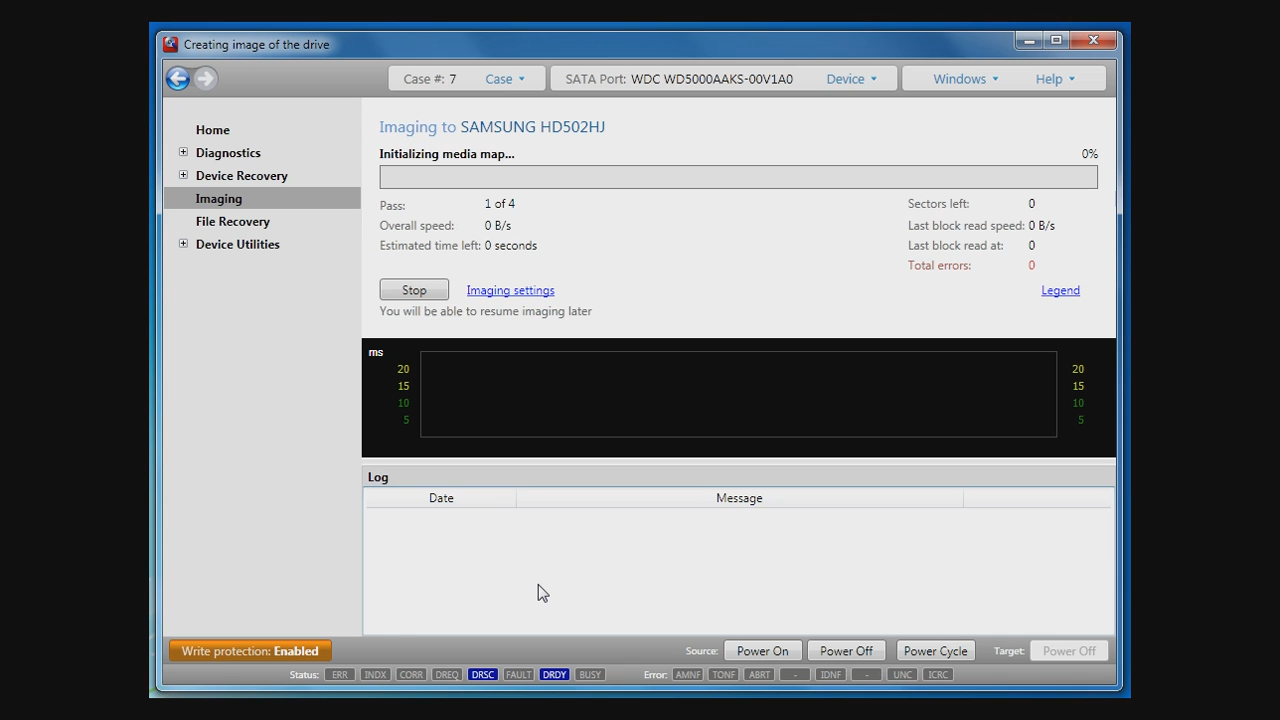 Creating image of the drive
Case #: 7 Case SATA Port: WDC WD5000AAKS-00V1A0 Device Windows Help
Home
Diagnostics
Device Recovery
Imaging
File Recovery
Device Utilities
Imaging to SAMSUNG HD502HJ
Initializing media map... 0%
Pass: 1 of 4 Sectors left: 0
Overall speed: 0 B/s Last block read speed: 0 B/s
Estimated time left: 0 seconds Last block read at: 0
Total errors: 0
Stop Imaging settings Legend
You will be able to resume imaging later
ms
20 20
15 15
10 10
5 5
Log
Date Message
Write protection: Enabled Source: Power On Power Off Power Cycle Target: Power Off
Status: ERR INDX CORR DREQ DRSC FAULT DRDY BUSY Error: AMNF TONF ABRT - IDNF - UNC ICRC